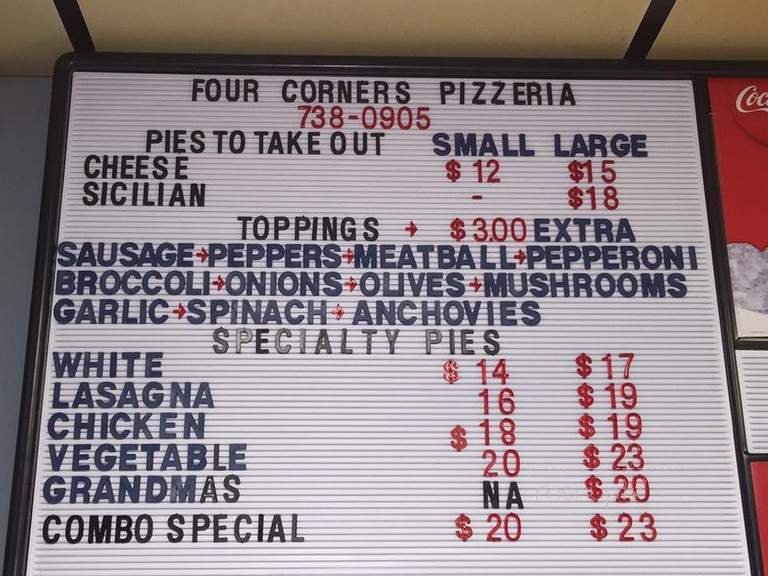 FOUR CORNERS PIZZERIA
738-0905
PIES TO TAKE OUT SMALL LARGE
CHEESE $ 12 $15
SICILIAN - $18
TOPPINGS → $3.00 EXTRA
SAUSAGE→PEPPERS→MEATBALL→PEPPERONI
BROCCOLI→ONIONS→OLIVES→MUSHROOMS
GARLIC→SPINACH→ANCHOVIES
SPECIALTY PIES
WHITE $ 14 $ 17
LASAGNA 16 $ 19
CHICKEN $ 18 $ 19
VEGETABLE 20 $ 23
GRANDMAS NA $ 20
COMBO SPECIAL $ 20 $ 23